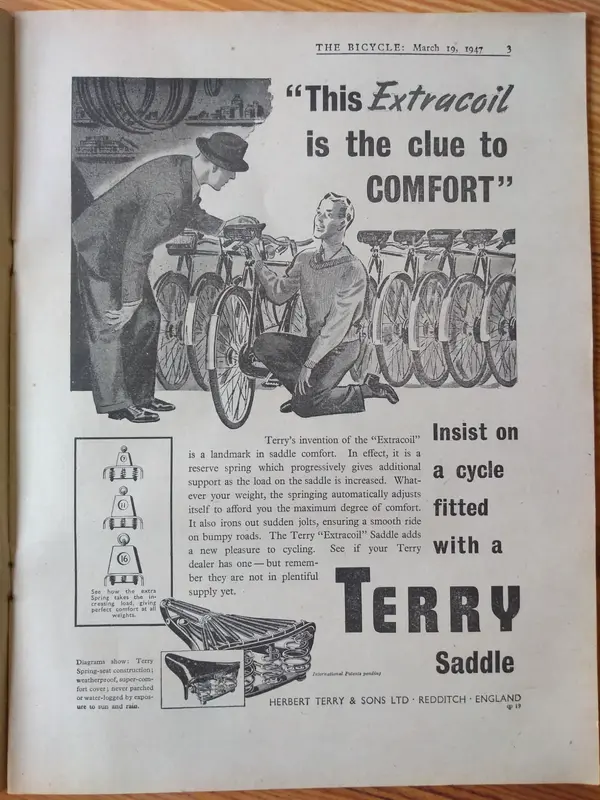 THE BICYCLE: March 19, 1947 3
"This Extracoil
is the clue to
COMFORT"
Terry's invention of the "Extracoil"
is a landmark in saddle comfort. In effect, it is a
reserve spring which progressively gives additional
support as the load on the saddle is increased. What-
ever your weight, the springing automatically adjusts
itself to afford you the maximum degree of comfort.
It also irons out sudden jolts, ensuring a smooth ride
on bumpy roads. The Terry "Extracoil" Saddle adds
a new pleasure to cycling. See if your Terry
dealer has one — but remem-
ber they are not in plentiful
supply yet.
Insist on
a cycle
fitted
with a
TERRY
Saddle
11
16
See how the extra
Spring takes the in-
creasing load, giving
perfect comfort at all
weights.
Diagrams show: Terry
Spring-seat construction;
weatherproof, super-com-
fort cover; never parched
or water-logged by expos-
ure to sun and rain.
International Patents pending
HERBERT TERRY & SONS LTD · REDDITCH · ENGLAND